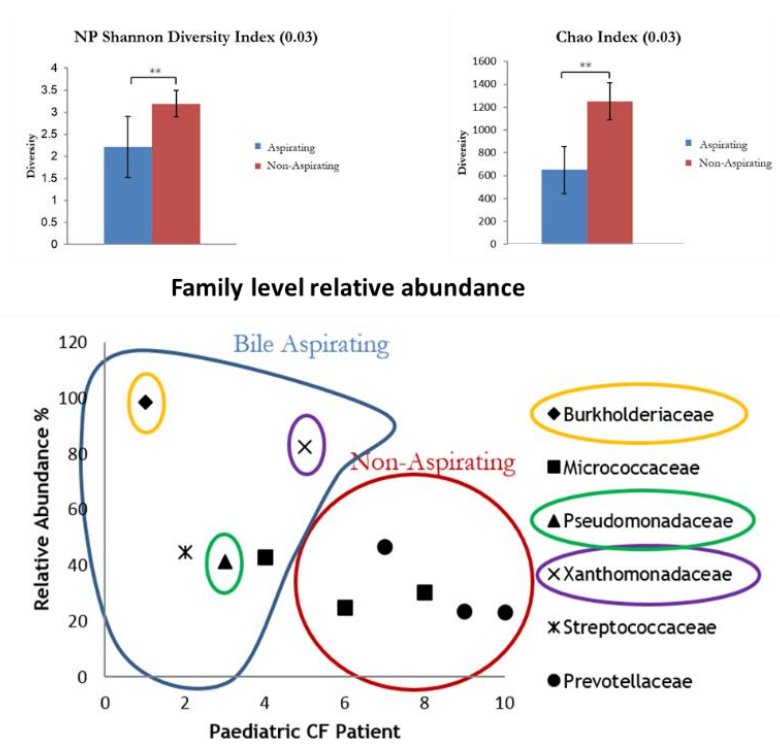 NP Shannon Diversity Index (0.03)
**
4
3.5
3
2.5
2
1.5
1
0.5
0
Diversity
Aspirating
Non-Aspirating
Chao Index (0.03)
**
1600
1400
1200
1000
800
600
400
200
0
Diversity
Aspirating
Non-Aspirating
Family level relative abundance
Bile Aspirating
Non-Aspirating
120
100
80
60
40
20
0
Relative Abundance %
0 2 4 6 8 10
Paediatric CF Patient
Burkholderiaceae
Micrococcaceae
Pseudomonadaceae
Xanthomonadaceae
Streptococcaceae
Prevotellaceae